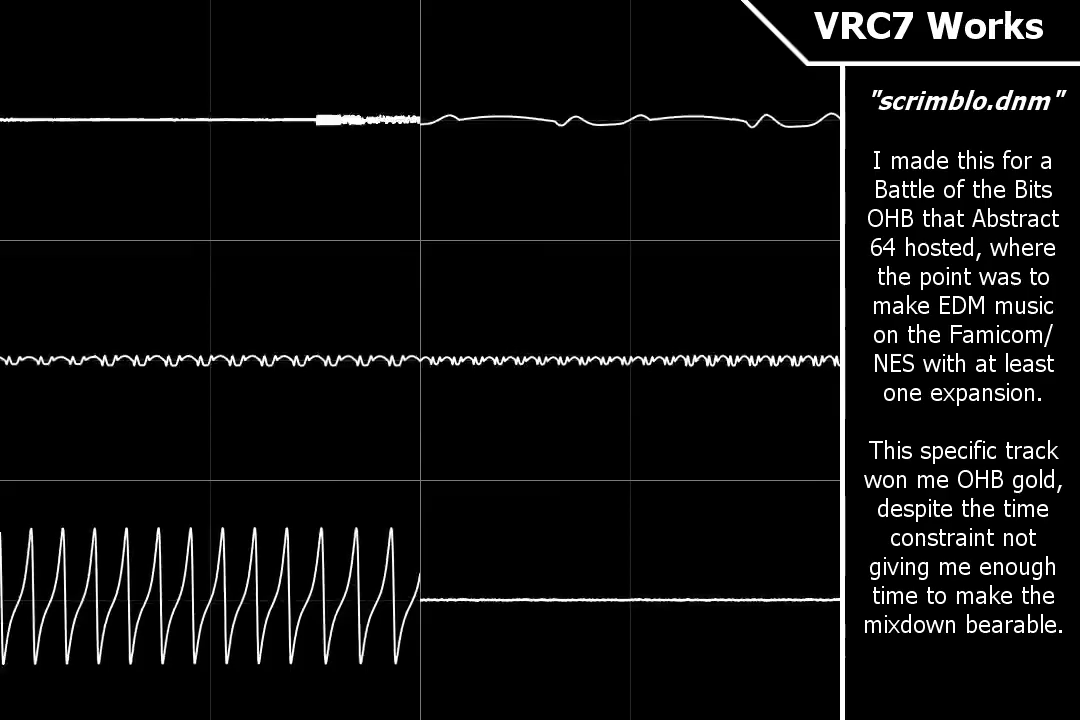 VRC7 Works
"scrimblo.dnm"
I made this for a
Battle of the Bits
OHB that Abstract
64 hosted, where
the point was to
make EDM music
on the Famicom/
NES with at least
one expansion.
This specific track
won me OHB gold,
despite the time
constraint not
giving me enough
time to make the
mixdown bearable.